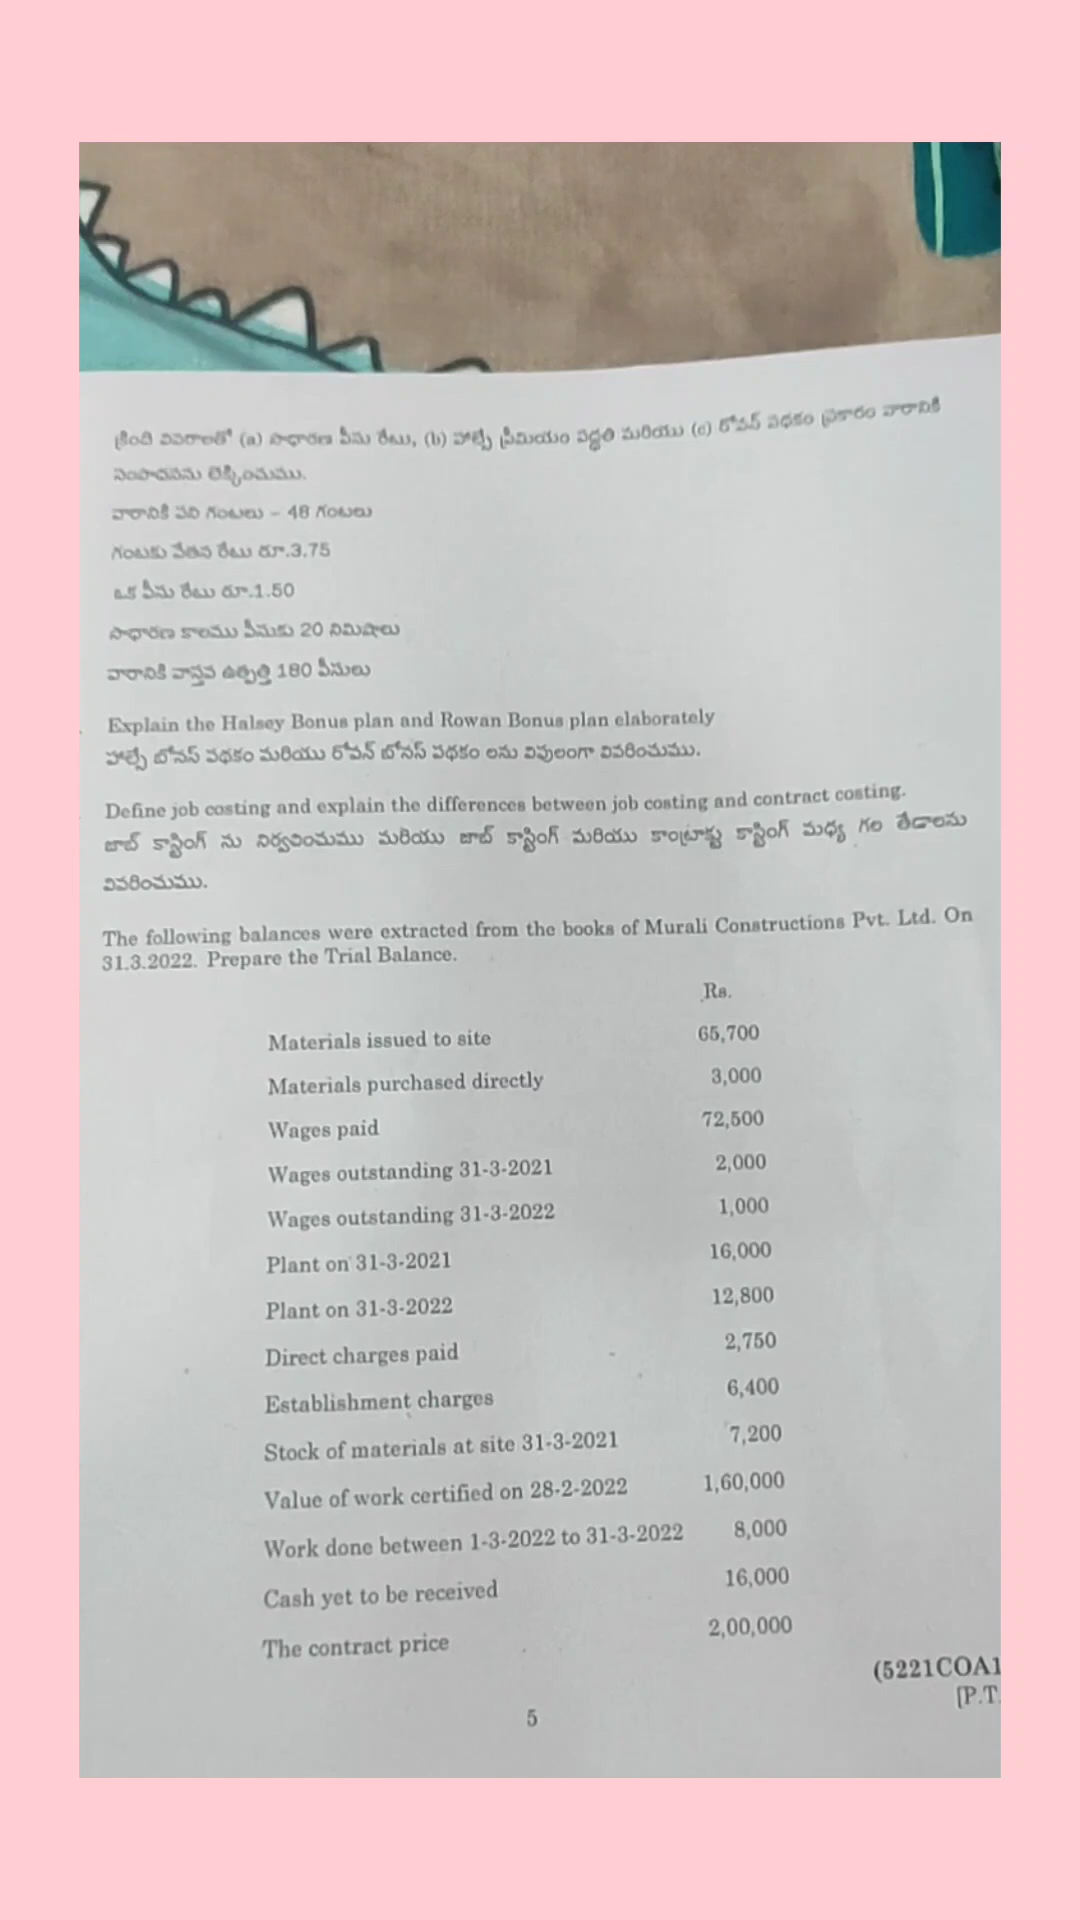 క్రింది వివరాలతో (a) సాధారణ పీసు రేటు, (b) హాల్సే ప్రీమియం పద్ధతి మరియు (c) రోవన్ పథకం ప్రకారం వారానికి
సంపాదనను లెక్కించుము.
వారానికి పని గంటలు – 48 గంటలు
గంటకు వేతన రేటు రూ.3.75
ఒక పీసు రేటు రూ.1.50
సాధారణ కాలము పీసుకు 20 నిమిషాలు
వారానికి వాస్తవ ఉత్పత్తి 180 పీసులు
Explain the Halsey Bonus plan and Rowan Bonus plan elaborately
హాల్సే బోనస్ పథకం మరియు రోవన్ బోనస్ పథకం లను విపులంగా వివరించుము.
Define job costing and explain the differences between job costing and contract costing.
జాబ్ కాస్టింగ్ ను నిర్వచించుము మరియు జాబ్ కాస్టింగ్ మరియు కాంట్రాక్టు కాస్టింగ్ మధ్య గల తేడాలను
వివరించుము.
The following balances were extracted from the books of Murali Constructions Pvt. Ltd. On
31.3.2022. Prepare the Trial Balance.
Rs.
Materials issued to site 65,700
Materials purchased directly 3,000
Wages paid 72,500
Wages outstanding 31-3-2021 2,000
Wages outstanding 31-3-2022 1,000
Plant on 31-3-2021 16,000
Plant on 31-3-2022 12,800
Direct charges paid 2,750
Establishment charges 6,400
Stock of materials at site 31-3-2021 7,200
Value of work certified on 28-2-2022 1,60,000
Work done between 1-3-2022 to 31-3-2022 8,000
Cash yet to be received 16,000
The contract price 2,00,000
(5221COA1
[P.T.
5